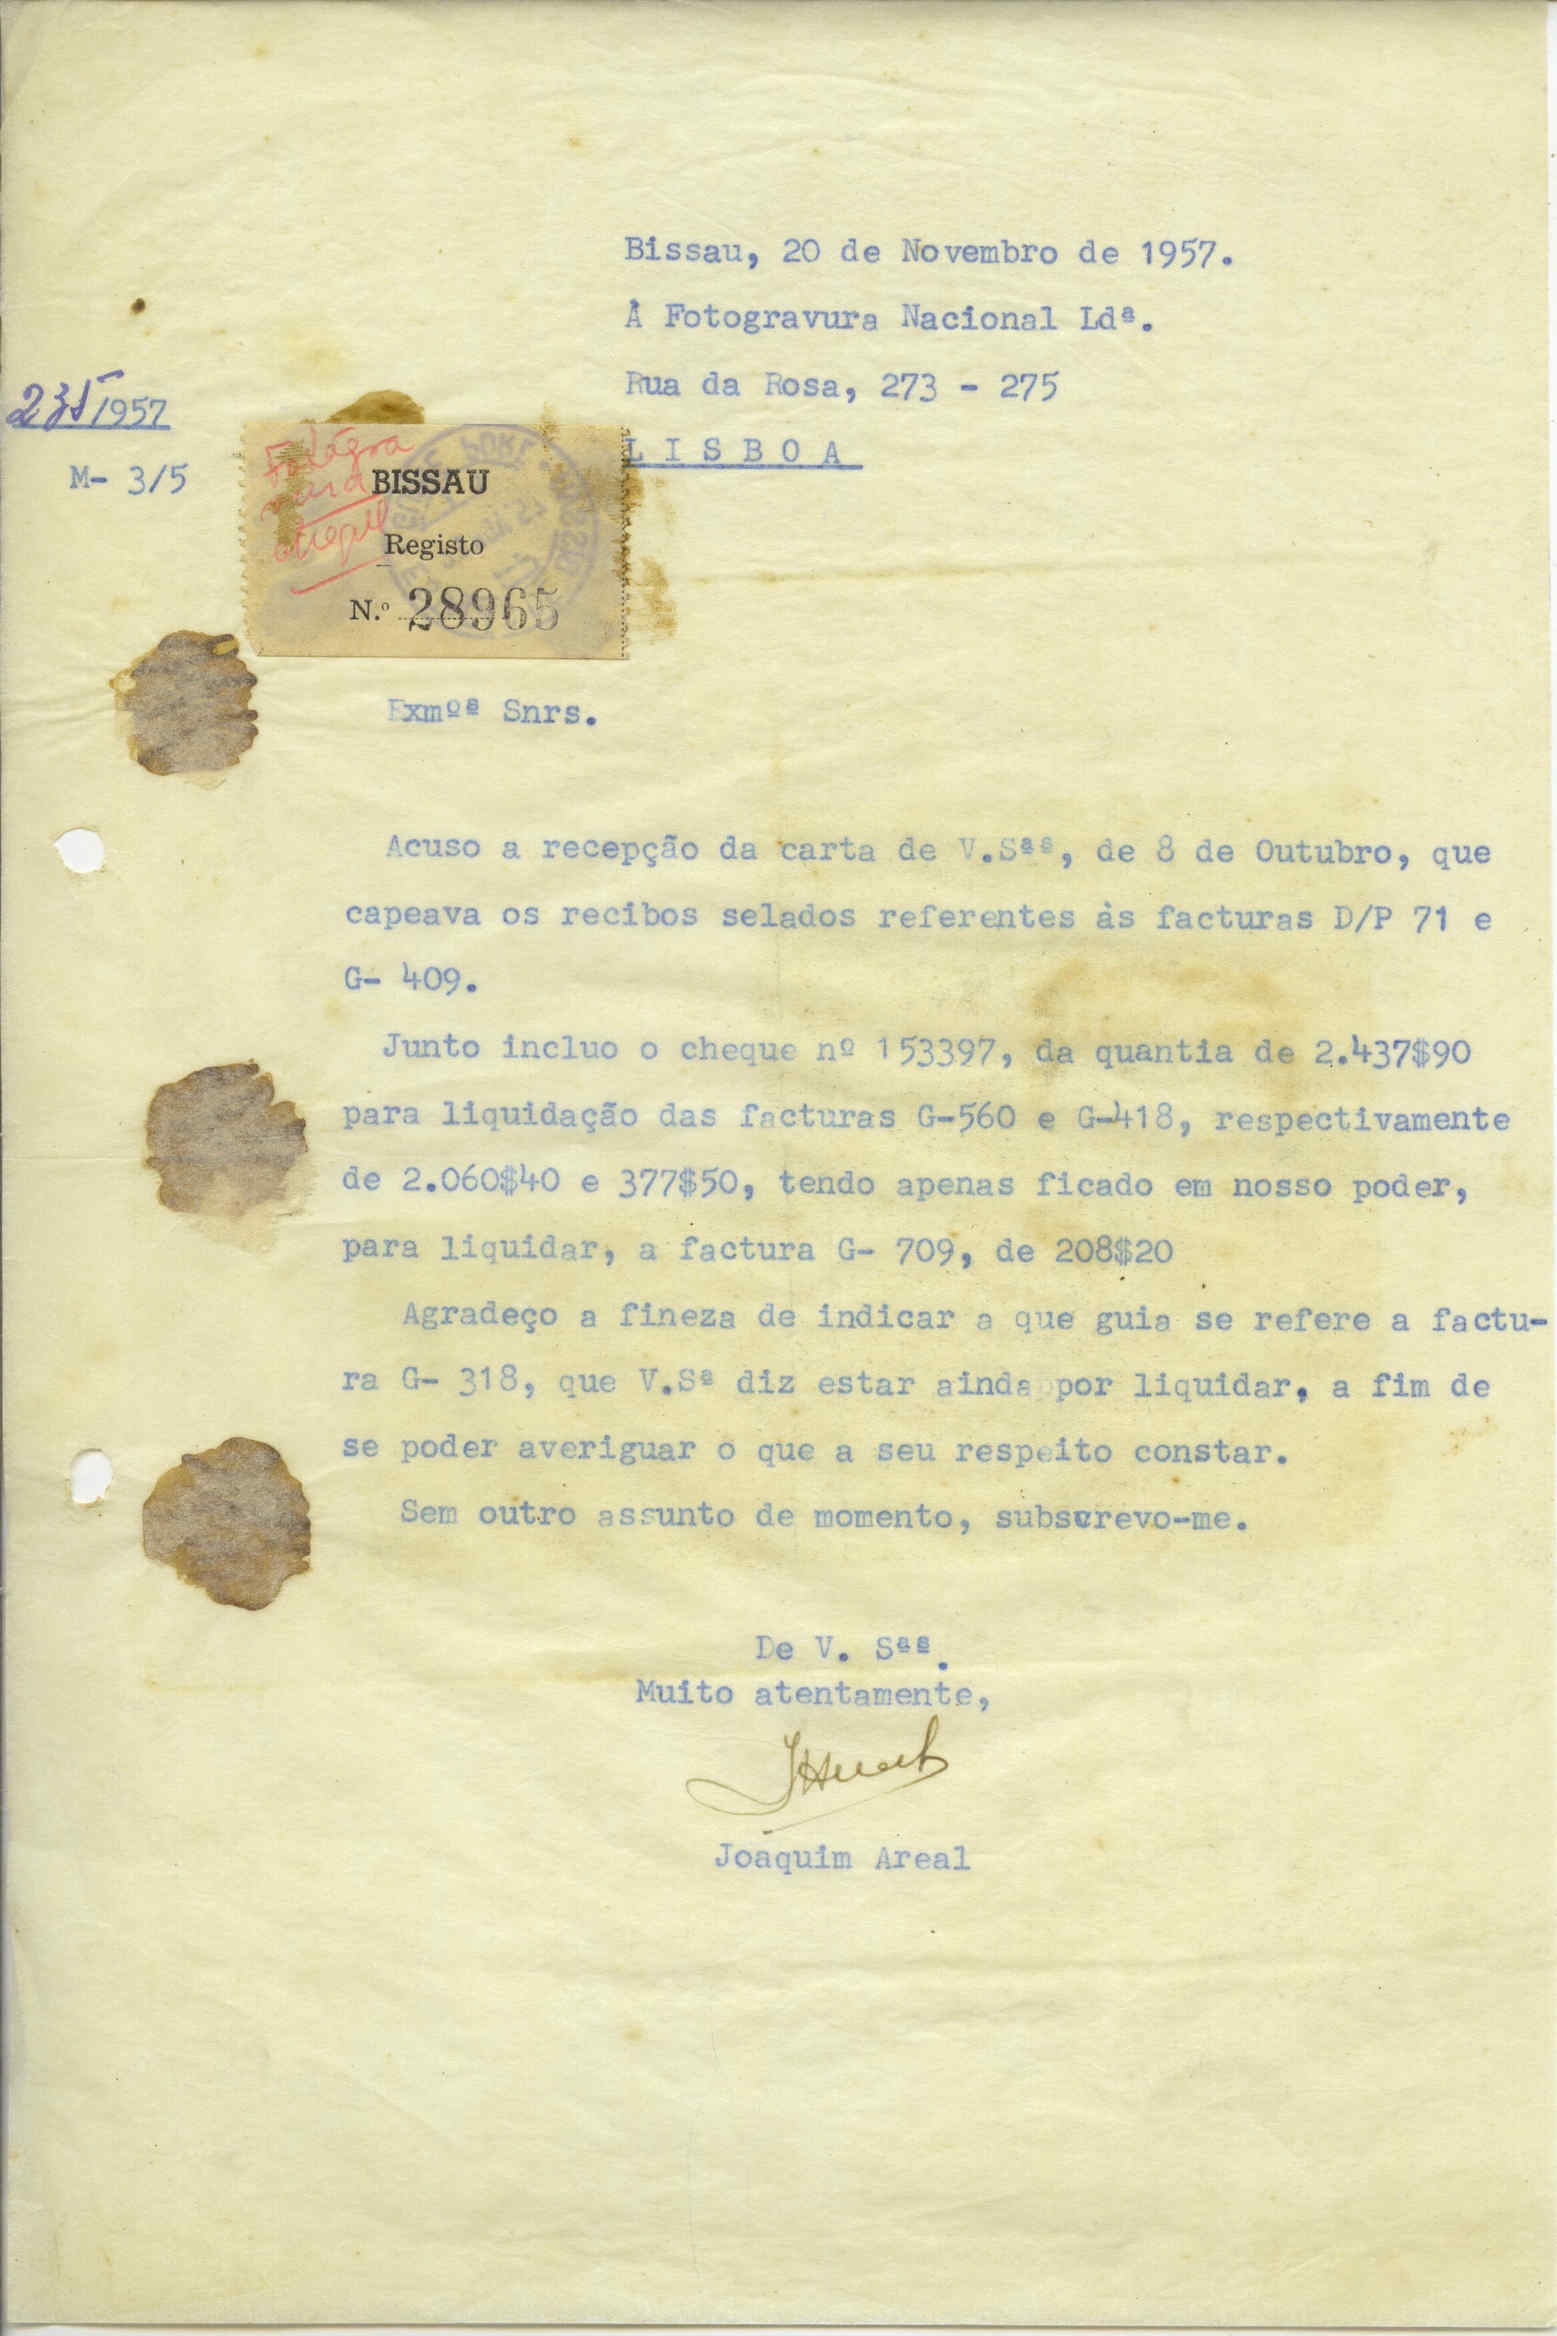 Bissau, 20 de Novembro de 1957.
À Fotogravura Nacional Ldª.
Rua da Rosa, 273 - 275
LISBOA
235/1957
M- 3/5
BISSAU
Registo
N.º 28965
Exmºs Snrs.
Acuso a recepção da carta de V.Sªs, de 8 de Outubro, que
capeava os recibos selados referentes às facturas D/P 71 e
G- 409.
Junto incluo o cheque nº 153397, da quantia de 2.437$90
para liquidação das facturas G-560 e G-418, respectivamente
de 2.060$40 e 377$50, tendo apenas ficado em nosso poder,
para liquidar, a factura G- 709, de 208$20
Agradeço a fineza de indicar a que guia se refere a factu-
ra G- 318, que V.Sª diz estar ainda por liquidar, a fim de
se poder averiguar o que a seu respeito constar.
Sem outro assunto de momento, subscrevo-me.
De V. Sªs.
Muito atentamente,
Joaquim Areal